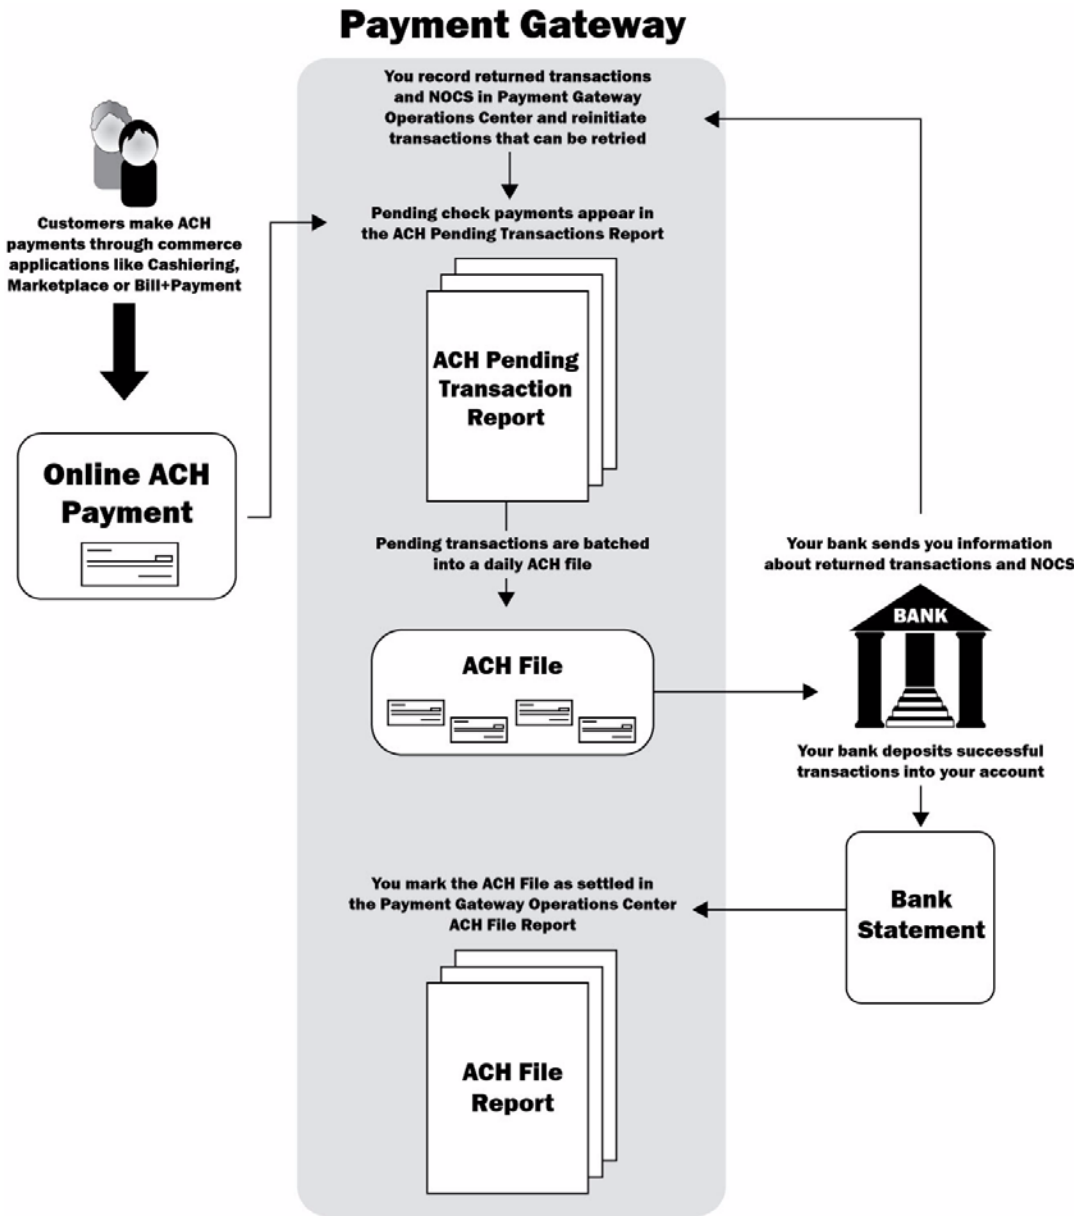 Payment Gateway
You record returned transactions
and NOCS in Payment Gateway
Operations Center and reinitiate
transactions that can be retried
Customers make ACH
payments through commerce
applications like Cashiering,
Marketplace or Bill+Payment
Pending check payments appear in
the ACH Pending Transactions Report
ACH Pending
Transaction
Report
Online ACH
Payment
Pending transactions are batched
into a daily ACH file
Your bank sends you information
about returned transactions and NOCS
BANK
ACH File
Your bank deposits successful
transactions into your account
Bank
Statement
You mark the ACH File as settled in
the Payment Gateway Operations Center
ACH File Report
ACH File
Report